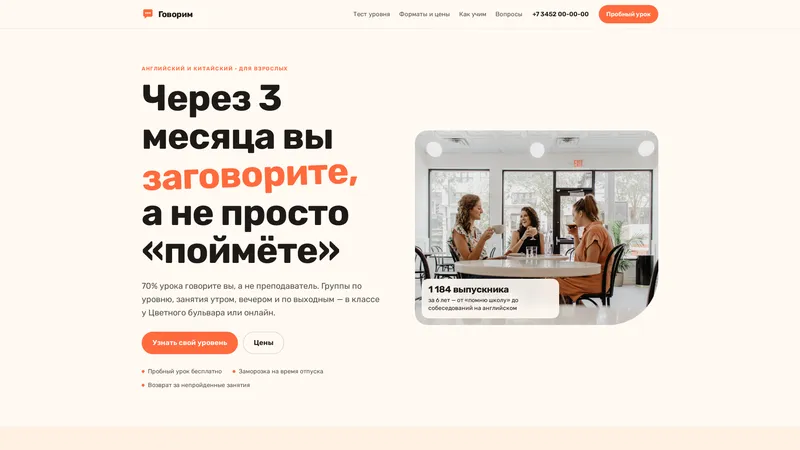 Говорим
Тест уровня
Форматы и цены
Как учим
Вопросы
+7 3452 00-00-00
Пробный урок
АНГЛИЙСКИЙ И КИТАЙСКИЙ · ДЛЯ ВЗРОСЛЫХ
Через 3
месяца вы
заговорите,
а не просто
«поймёте»
70% урока говорите вы, а не преподаватель. Группы по
уровню, занятия утром, вечером и по выходным — в классе
у Цветного бульвара или онлайн.
Узнать свой уровень
Цены
Пробный урок бесплатно
Заморозка на время отпуска
Возврат за непройденные занятия
EXIT
1 184 выпускника
за 6 лет — от «помню школу» до
собеседований на английском